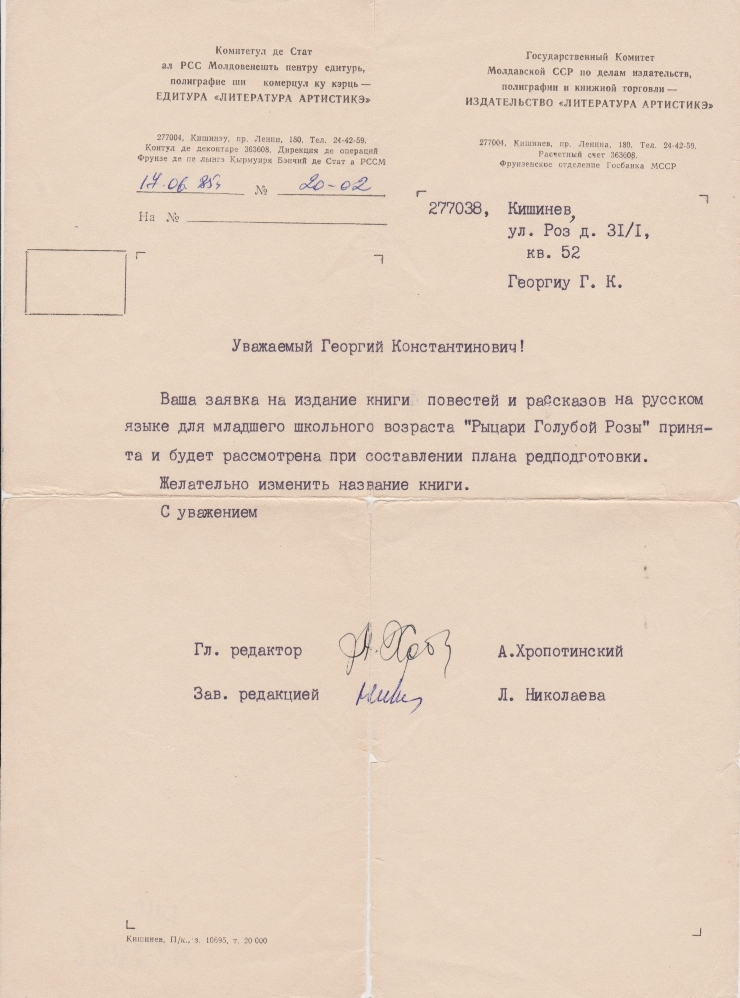 Комитетул де Стат
ал РСС Молдовенешть пентру едитурь,
полиграфие ши комерцул ку кэрць —
ЕДИТУРА «ЛИТЕРАТУРА АРТИСТИКЭ»
277004, Кишинэу, пр. Ленин, 180. Тел. 24-42-59.
Контул де деконтаре 363608. Дирекция де операций
Фрунзе де пе лынгэ Кырмуиря Бэнчий де Стат а РССМ
17.06.85г № 20-02
На №
Государственный Комитет
Молдавской ССР по делам издательств,
полиграфии и книжной торговли —
ИЗДАТЕЛЬСТВО «ЛИТЕРАТУРА АРТИСТИКЭ»
277004, Кишинев, пр. Ленина, 180. Тел. 24-42-59.
Расчетный счет 363608.
Фрунзенское отделение Госбанка МССР
277038, Кишинев,
ул. Роз д. 3I/I,
кв. 52
Георгиу Г. К.
Уважаемый Георгий Константинович!
Ваша заявка на издание книги повестей и рассказов на русском
языке для младшего школьного возраста "Рыцари Голубой Розы" приня-
та и будет рассмотрена при составлении плана редподготовки.
Желательно изменить название книги.
С уважением
Гл. редактор А.Хропотинский
Зав. редакцией Л. Николаева
Кишинев, П/к., з. 10695, т. 20 000